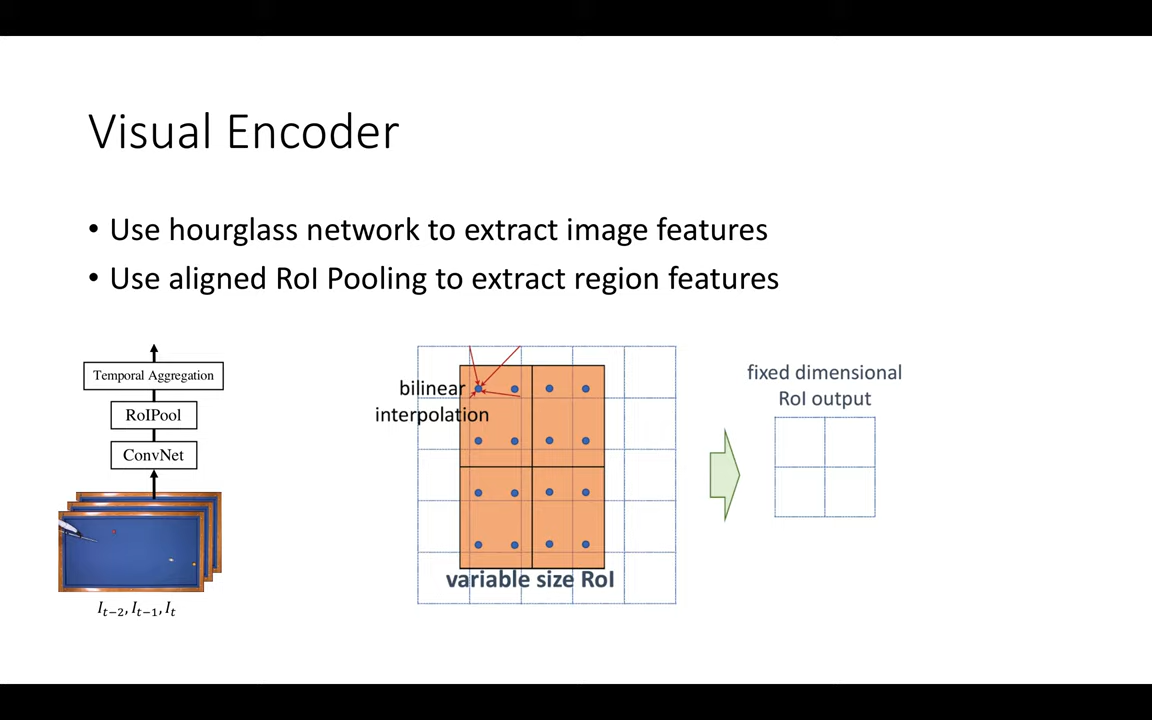 Visual Encoder
• Use hourglass network to extract image features
• Use aligned RoI Pooling to extract region features
Temporal Aggregation
RoIPool
ConvNet
I_{t−2}, I_{t−1}, I_t
bilinear
interpolation
variable size RoI
fixed dimensional
RoI output